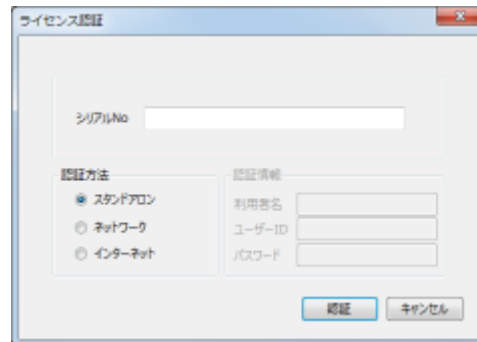 ライセンス認証
シリアルNo
認証方法
スタンドアロン
ネットワーク
インターネット
認証情報
利用者名
ユーザーID
パスワード
認証
キャンセル